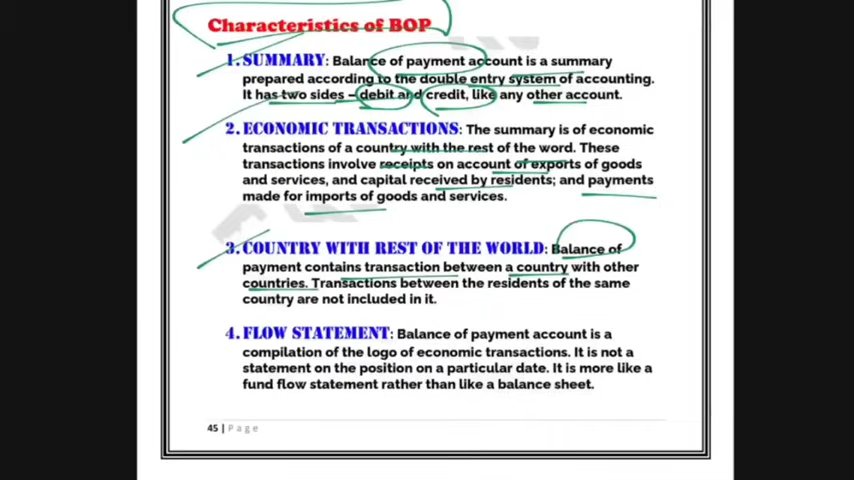 Characteristics of BOP
1. SUMMARY: Balance of payment account is a summary
prepared according to the double entry system of accounting.
It has two sides – debit and credit, like any other account.
2. ECONOMIC TRANSACTIONS: The summary is of economic
transactions of a country with the rest of the word. These
transactions involve receipts on account of exports of goods
and services, and capital received by residents; and payments
made for imports of goods and services.
3. COUNTRY WITH REST OF THE WORLD: Balance of
payment contains transaction between a country with other
countries. Transactions between the residents of the same
country are not included in it.
4. FLOW STATEMENT: Balance of payment account is a
compilation of the logo of economic transactions. It is not a
statement on the position on a particular date. It is more like a
fund flow statement rather than like a balance sheet.
45 | Page